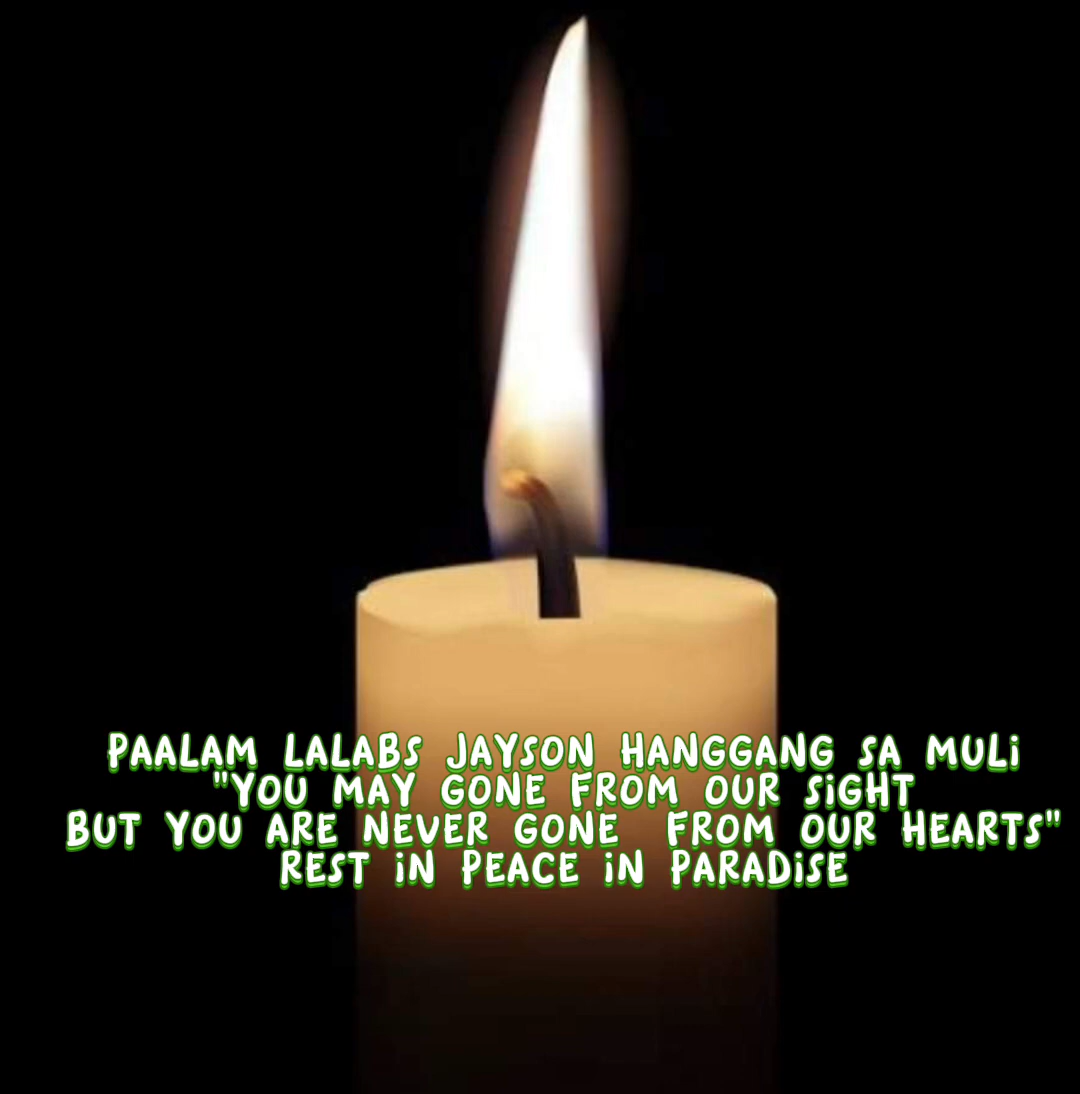 PAALAM LALABS JAYSON HANGGANG SA MULI
"YOU MAY GONE FROM OUR SIGHT
BUT YOU ARE NEVER GONE FROM OUR HEARTS"
REST IN PEACE IN PARADISE